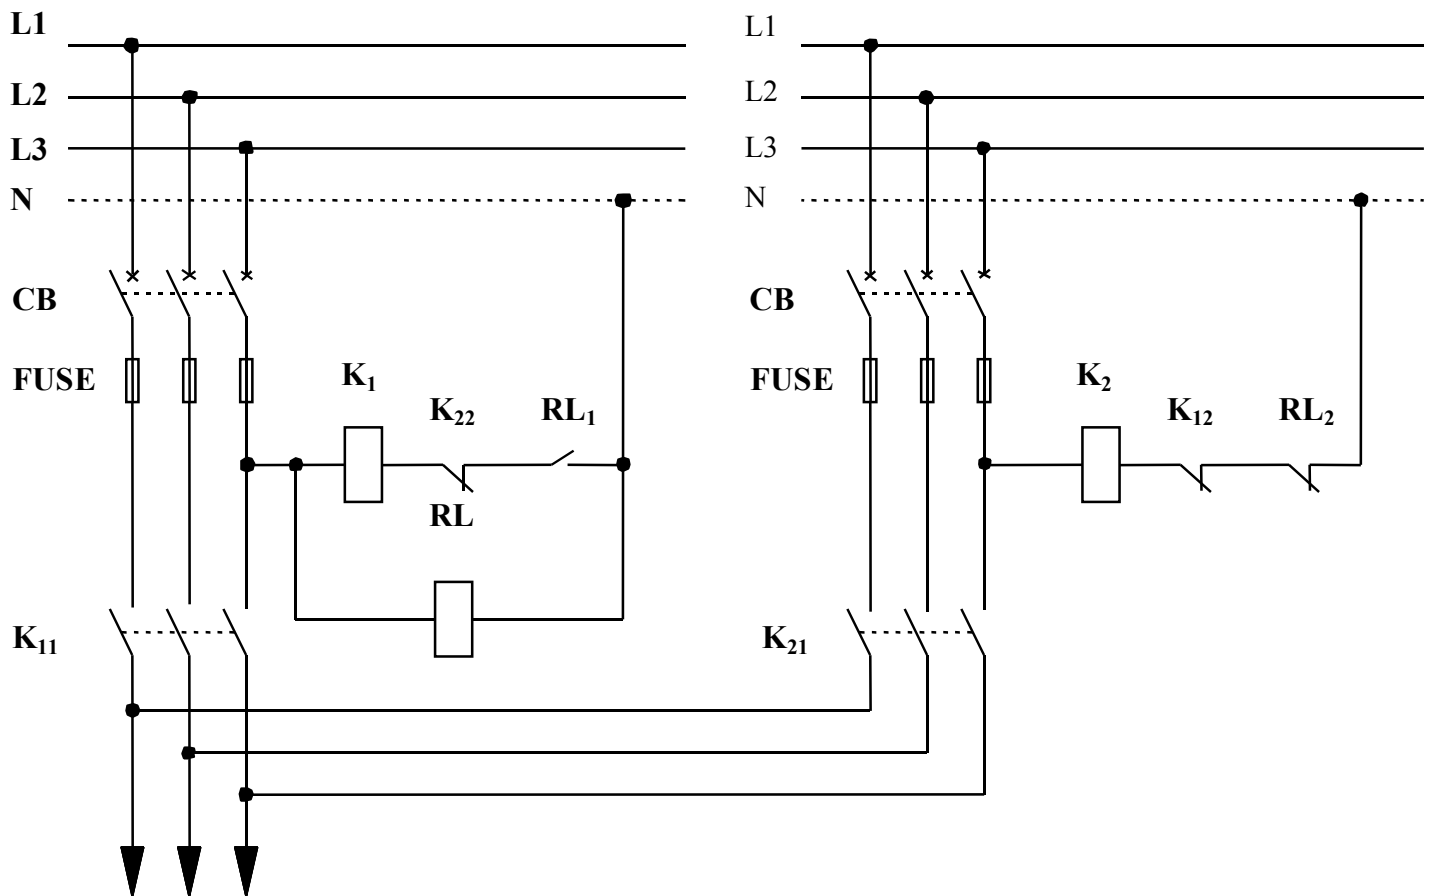 L1 L1
L2 L2
L3 L3
N N
CB CB
FUSE K₁ FUSE K₂
K₂₂ RL₁ K₁₂ RL₂
RL
K₁₁ K₂₁